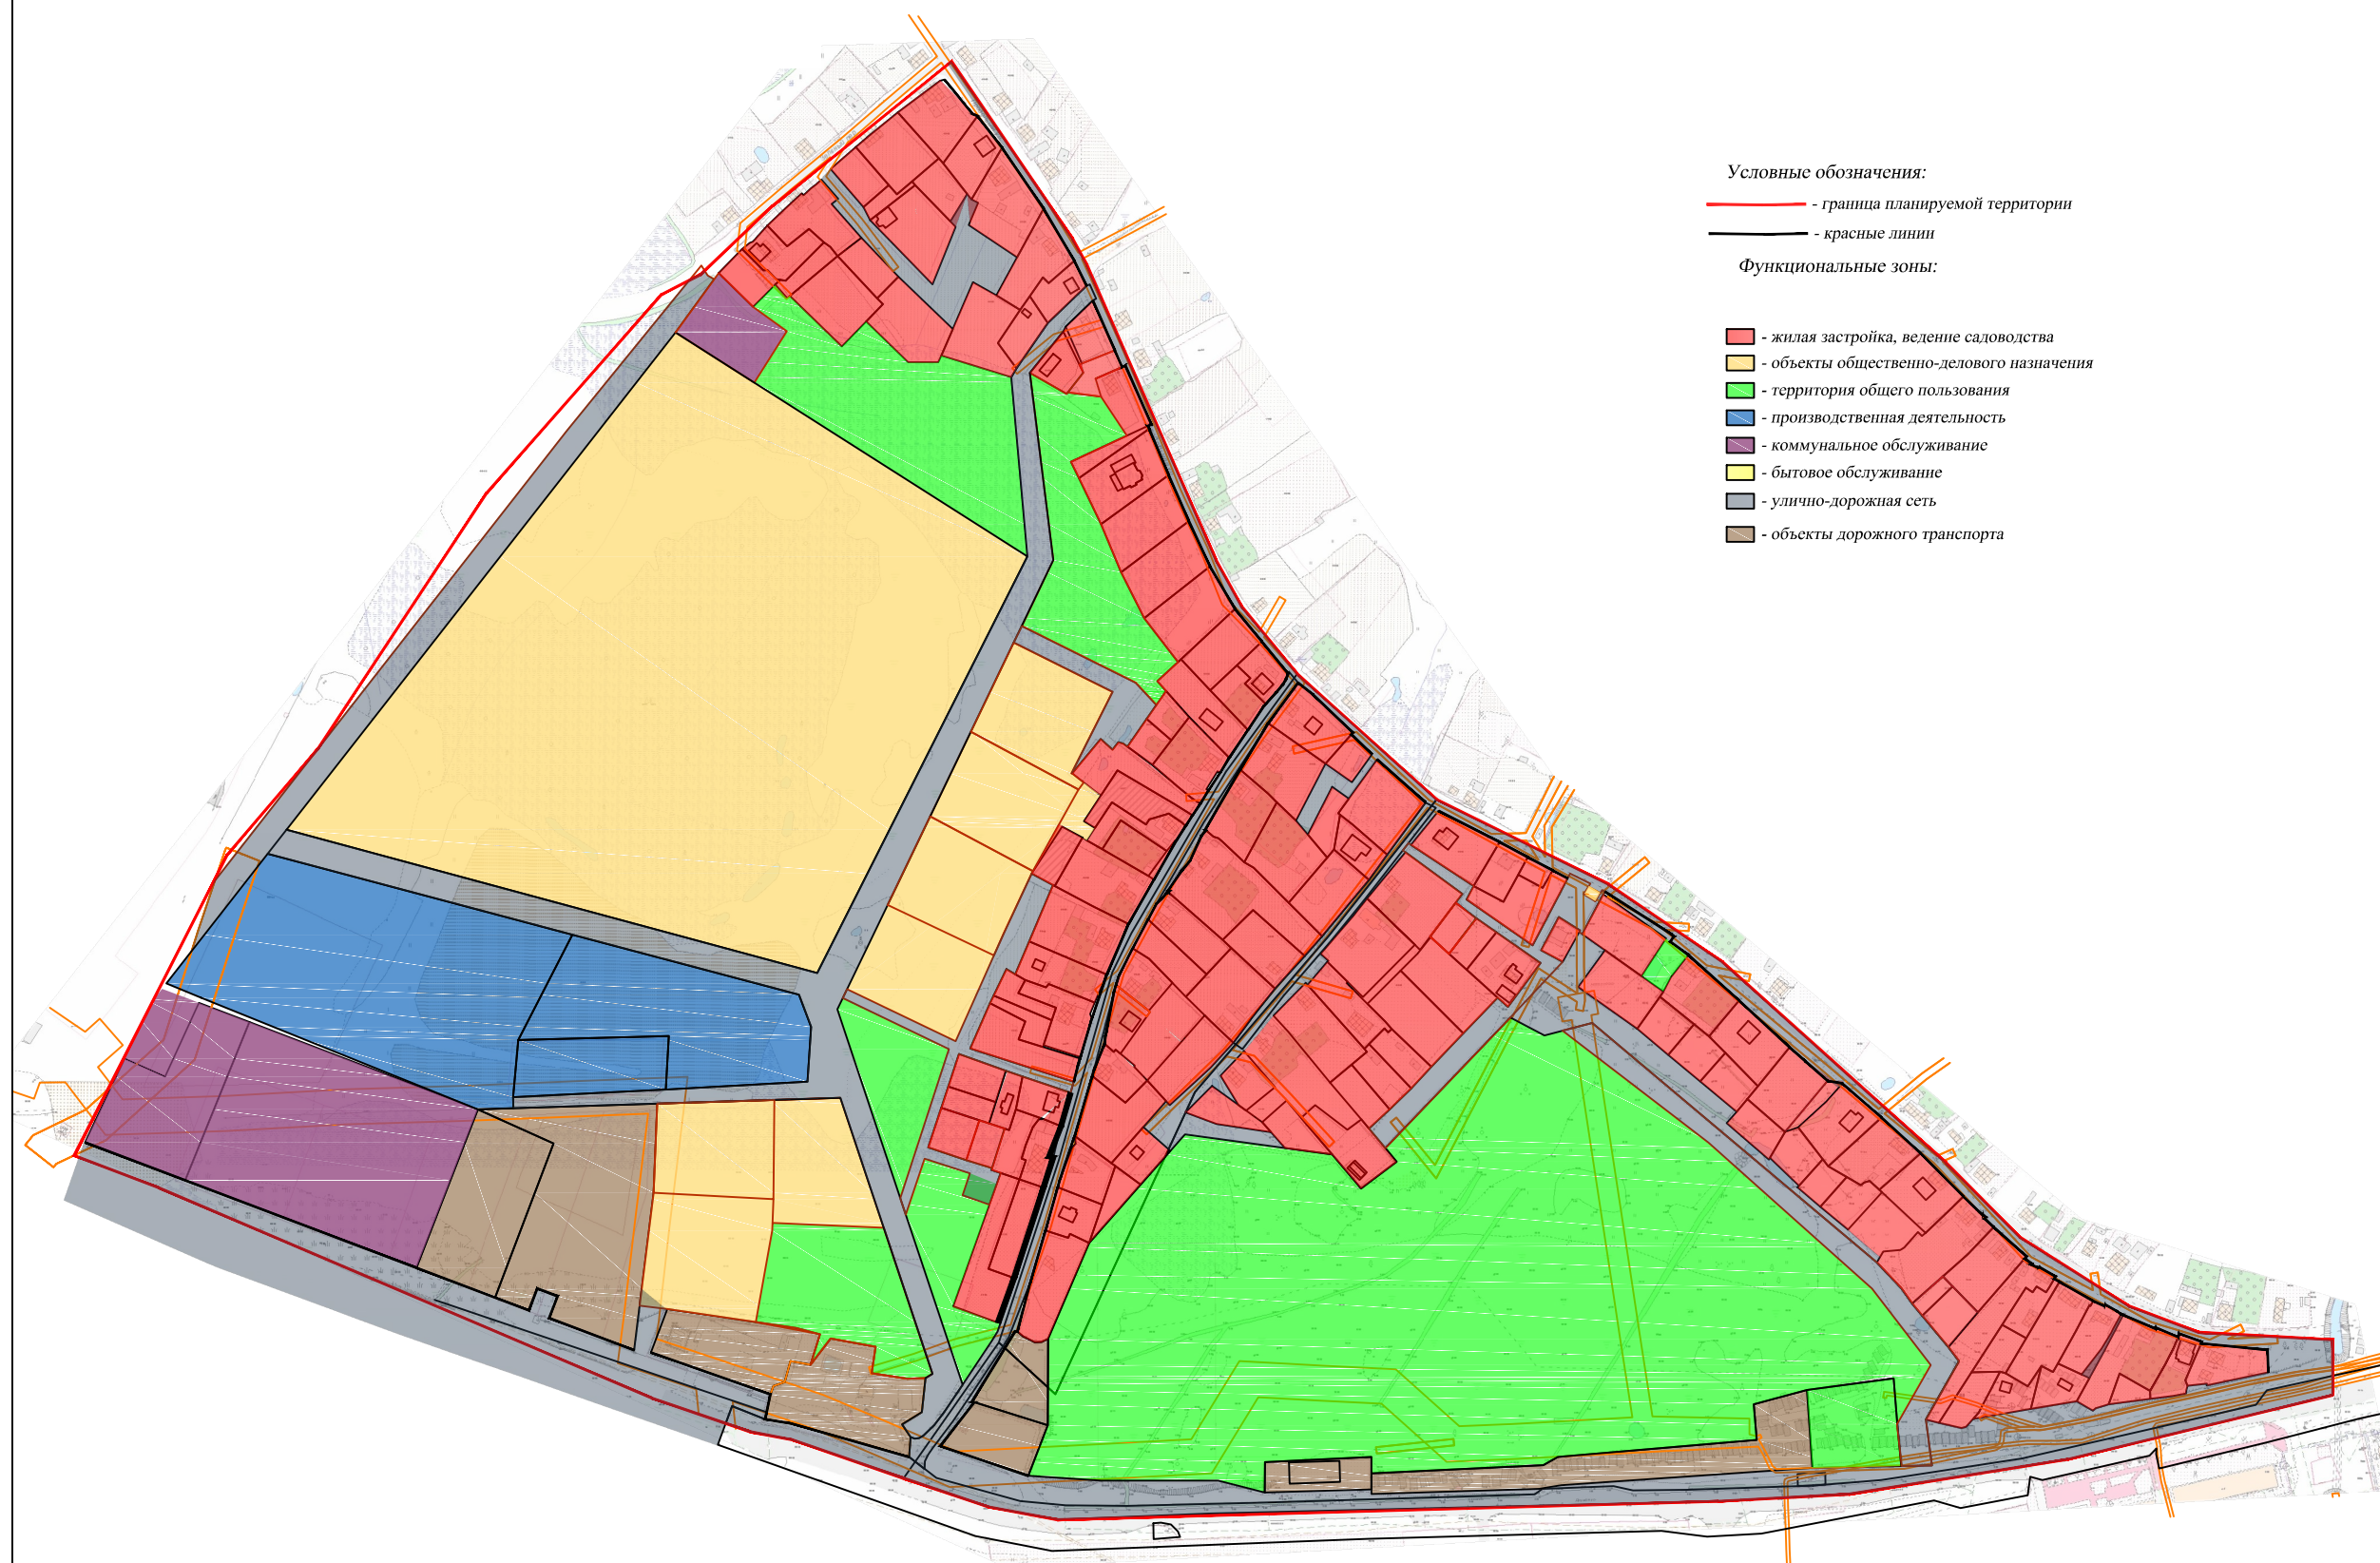 Условные обозначения:
- граница планируемой территории
- красные линии
Функциональные зоны:
- жилая застройка, ведение садоводства
- объекты общественно-делового назначения
- территория общего пользования
- производственная деятельность
- коммунальное обслуживание
- бытовое обслуживание
- улично-дорожная сеть
- объекты дорожного транспорта